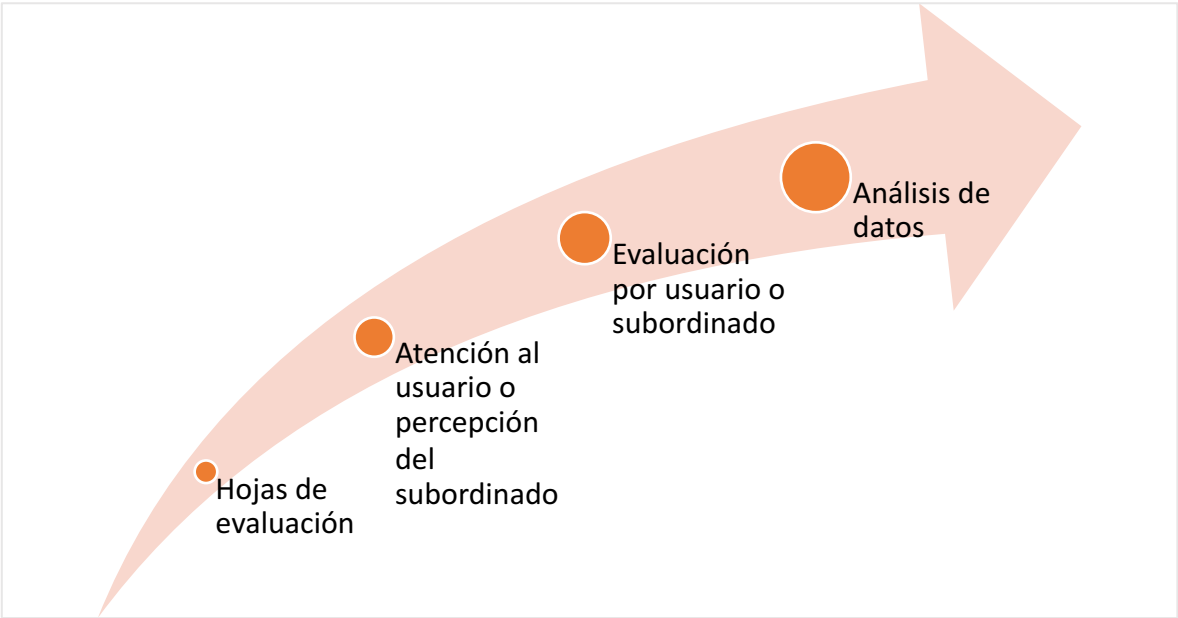 Hojas de
evaluación
Atención al
usuario o
percepción
del
subordinado
Evaluación
por usuario o
subordinado
Análisis de
datos